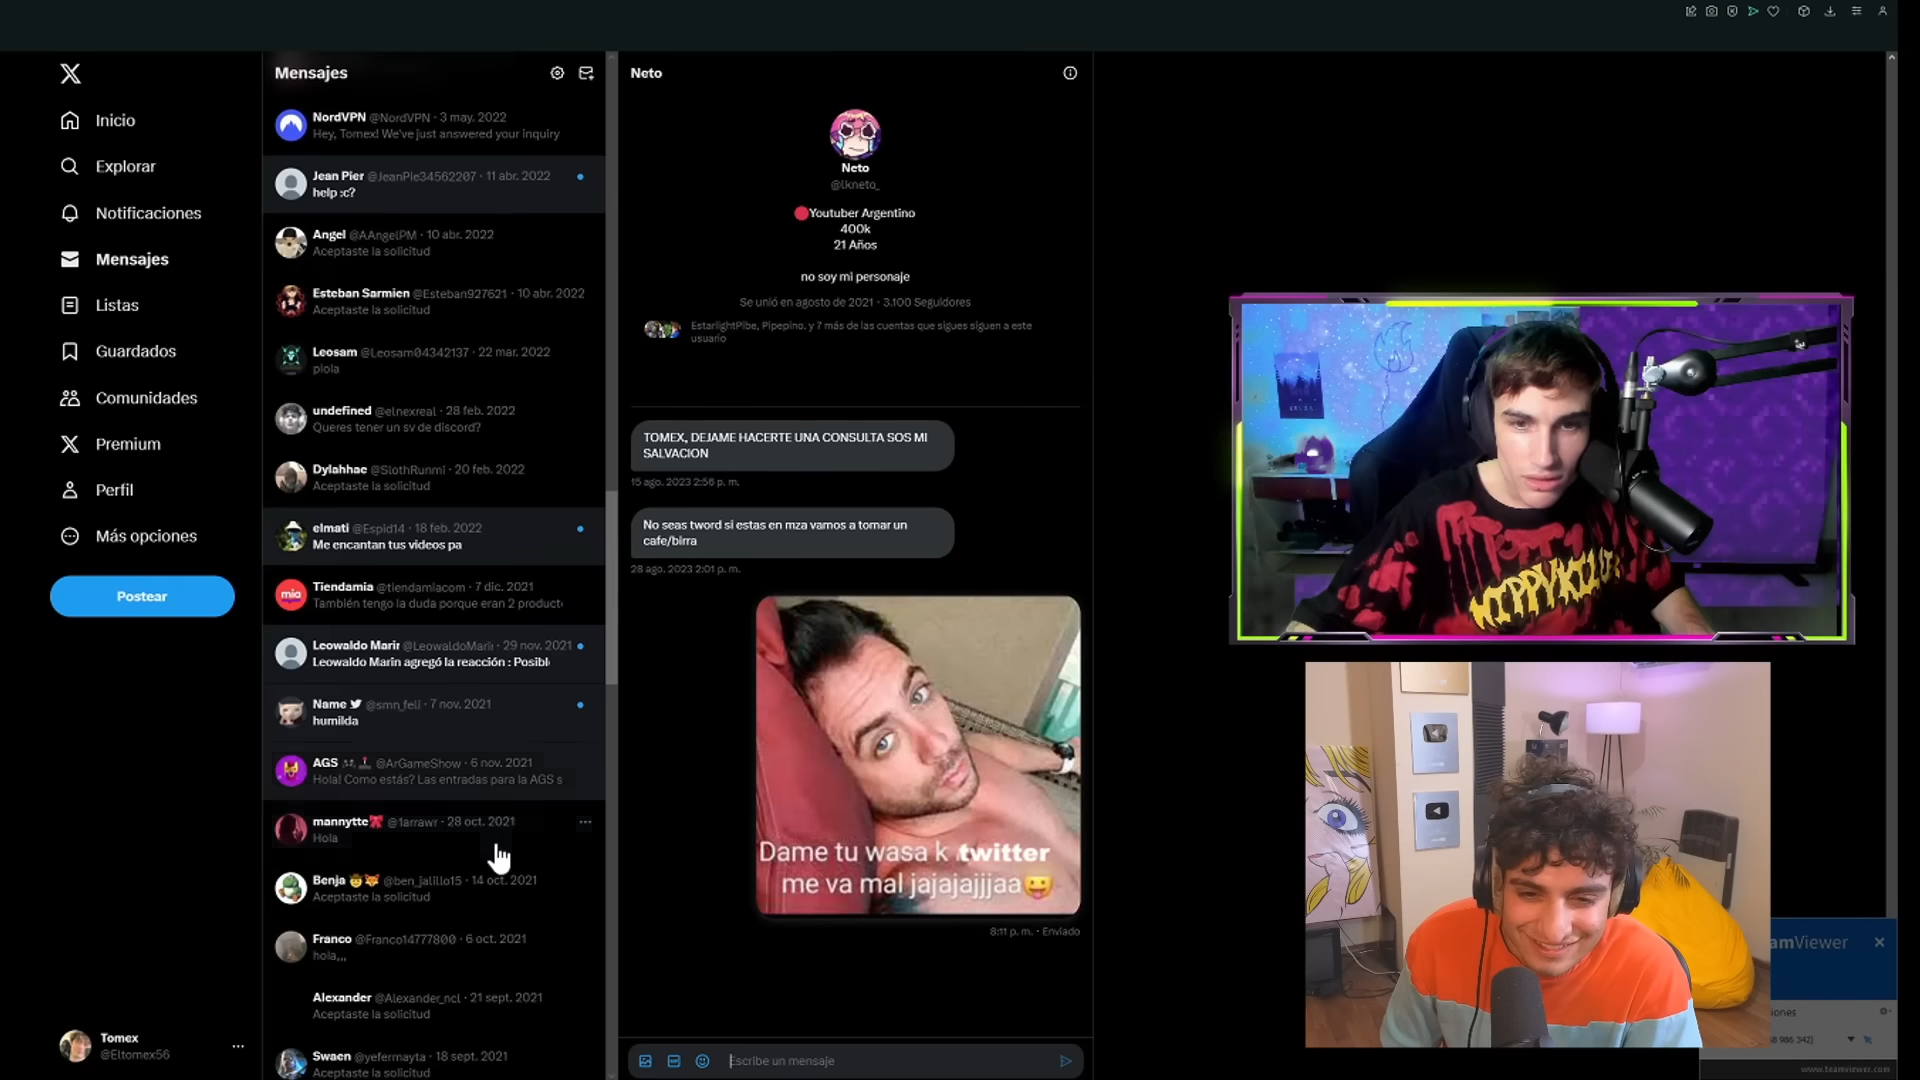 Inicio
Explorar
Notificaciones
Mensajes
Listas
Guardados
Comunidades
Premium
Perfil
Más opciones
Postear
Tomex
@Eltomex56
Mensajes
NordVPN @NordVPN · 3 may. 2022
Hey, Tomex! We've just answered your inquiry
Jean Pier @JeanPie34562207 · 11 abr. 2022
help :c?
Angel @AAngelPM · 10 abr. 2022
Aceptaste la solicitud
Esteban Sarmien @Esteban927621 · 10 abr. 2022
Aceptaste la solicitud
Leosam @Leosam04342137 · 22 mar. 2022
piola
undefined @elnexreal · 28 feb. 2022
Queres tener un sv de discord?
Dylahhae @SlothRunmi · 20 feb. 2022
Aceptaste la solicitud
elmati @Espid14 · 18 feb. 2022
Me encantan tus videos pa
Tiendamia @tiendamiacom · 7 dic. 2021
También tengo la duda porque eran 2 producto
Leowaldo Marir @LeowaldoMarir · 29 nov. 2021
Leowaldo Marin agregó la reacción : Posibl
Name @smn_fell · 7 nov. 2021
humilda
AGS @ArGameShow · 6 nov. 2021
Hola! Como estás? Las entradas para la AGS s
mannytte🎀 @1arrawr · 28 oct. 2021
Hola
Benja 🤠🦊 @ben_jalillo15 · 14 oct. 2021
Aceptaste la solicitud
Franco @Franco14777800 · 6 oct. 2021
hola,,,
Alexander @Alexander_ncl · 21 sept. 2021
Aceptaste la solicitud
Swaen @yefermayta · 18 sept. 2021
Aceptaste la solicitud
Neto
Neto
@lkneto_
🔴Youtuber Argentino
400k
21 Años
no soy mi personaje
Se unió en agosto de 2021 · 3.100 Seguidores
EstarlightPibe, Pipepino, y 7 más de las cuentas que sigues siguen a este
usuario
TOMEX, DEJAME HACERTE UNA CONSULTA SOS MI
SALVACION
15 ago. 2023 2:56 p. m.
No seas tword si estas en mza vamos a tomar un
cafe/birra
28 ago. 2023 2:01 p. m.
Dame tu wasa k twitter
me va mal jajajajjjaa😛
8:11 p. m. · Enviado
Escribe un mensaje
HIPPYKILLER
amViewer
iones
986 342)
www.teamviewer.com